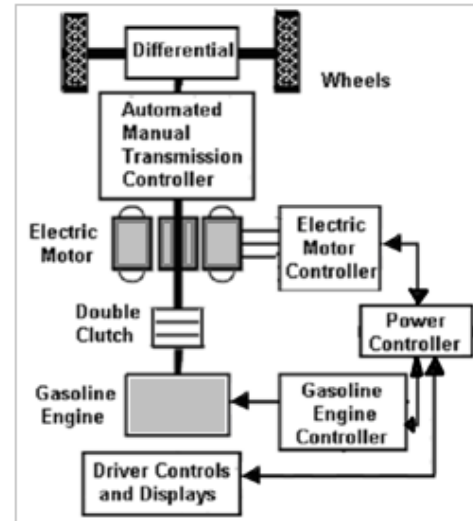 Differential
Wheels
Automated
Manual
Transmission
Controller
Electric
Motor
Electric
Motor
Controller
Double
Clutch
Power
Controller
Gasoline
Engine
Gasoline
Engine
Controller
Driver Controls
and Displays